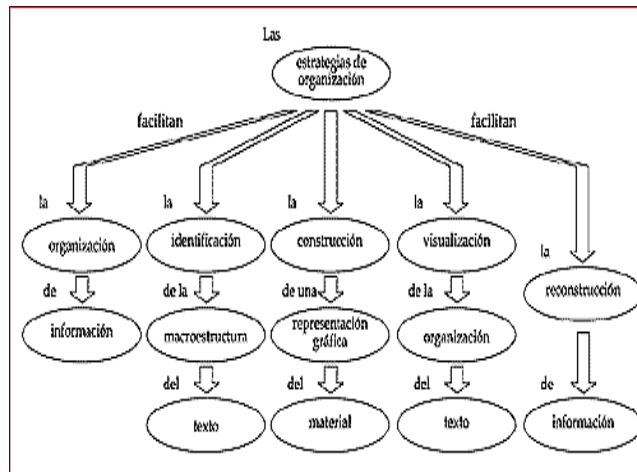 Las
estrategias de
organización
facilitan
facilitan
la
la
la
la
organización
identificación
construcción
visualización
la
reconstrucción
de
de la
de una
de la
información
macroestructura
representación
gráfica
organización
del
del
del
de
texto
material
texto
información